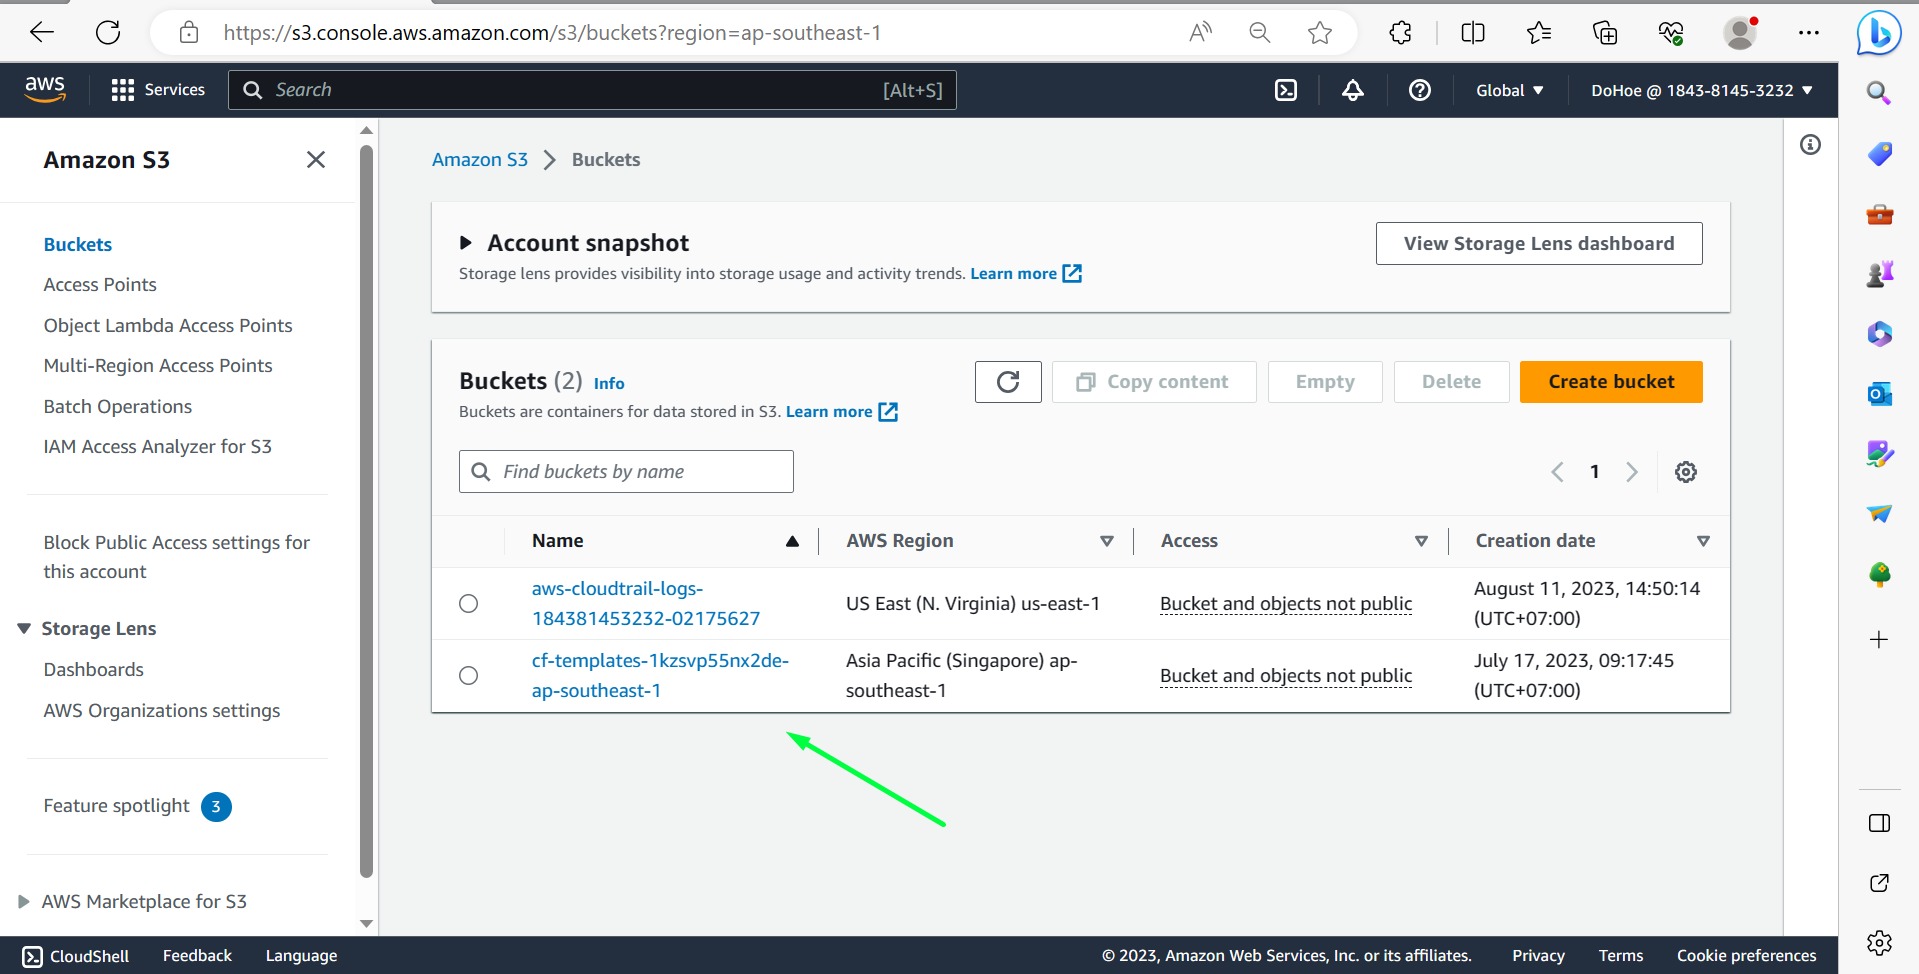 https://s3.console.aws.amazon.com/s3/buckets?region=ap-southeast-1
aws
Services
Search
[Alt+S]
Global
DoHoe @ 1843-8145-3232
Amazon S3
Buckets
Access Points
Object Lambda Access Points
Multi-Region Access Points
Batch Operations
IAM Access Analyzer for S3
Block Public Access settings for
this account
Storage Lens
Dashboards
AWS Organizations settings
Feature spotlight 3
AWS Marketplace for S3
Amazon S3 > Buckets
Account snapshot
Storage lens provides visibility into storage usage and activity trends. Learn more
View Storage Lens dashboard
Buckets (2) Info
Buckets are containers for data stored in S3. Learn more
Copy content
Empty
Delete
Create bucket
Find buckets by name
1
Name
AWS Region
Access
Creation date
aws-cloudtrail-logs-
184381453232-02175627
US East (N. Virginia) us-east-1
Bucket and objects not public
August 11, 2023, 14:50:14
(UTC+07:00)
cf-templates-1kzsvp55nx2de-
ap-southeast-1
Asia Pacific (Singapore) ap-
southeast-1
Bucket and objects not public
July 17, 2023, 09:17:45
(UTC+07:00)
CloudShell
Feedback
Language
© 2023, Amazon Web Services, Inc. or its affiliates.
Privacy
Terms
Cookie preferences